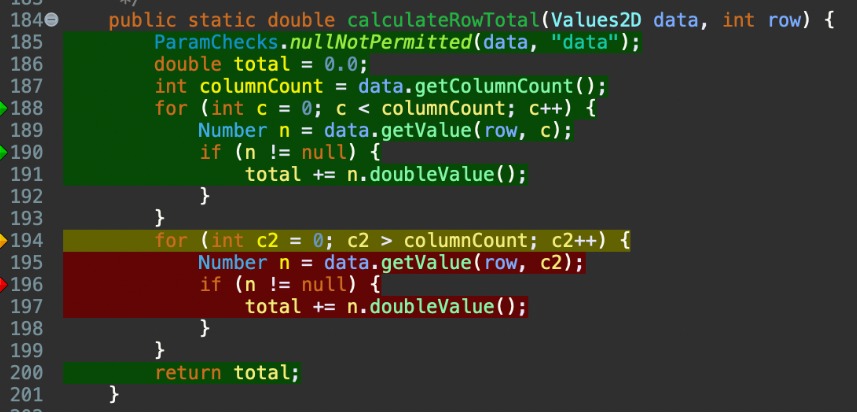 184 public static double calculateRowTotal(Values2D data, int row) {
185 ParamChecks.nullNotPermitted(data, "data");
186 double total = 0.0;
187 int columnCount = data.getColumnCount();
188 for (int c = 0; c < columnCount; c++) {
189 Number n = data.getValue(row, c);
190 if (n != null) {
191 total += n.doubleValue();
192 }
193 }
194 for (int c2 = 0; c2 > columnCount; c2++) {
195 Number n = data.getValue(row, c2);
196 if (n != null) {
197 total += n.doubleValue();
198 }
199 }
200 return total;
201 }